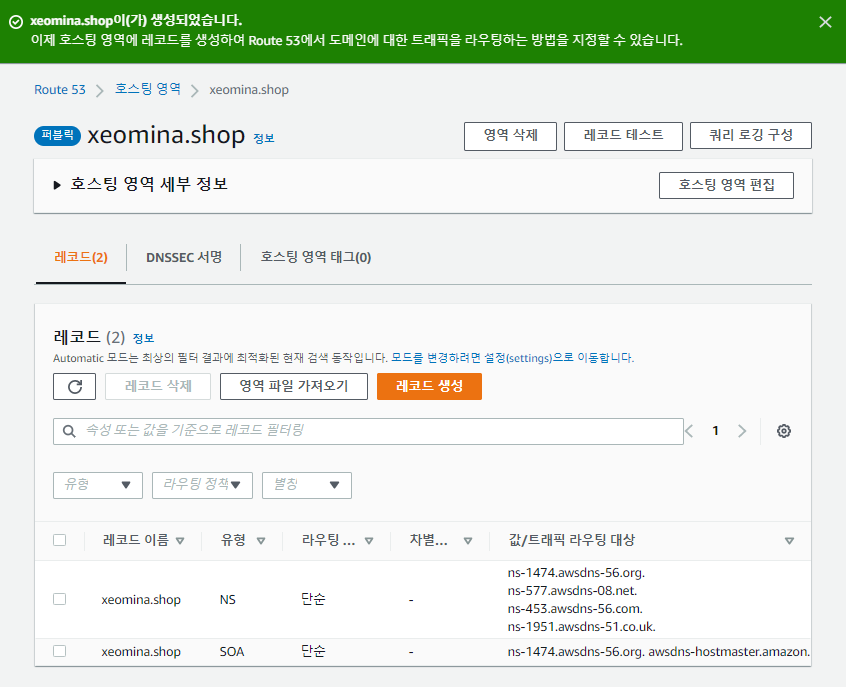 xeomina.shop이(가) 생성되었습니다.
이제 호스팅 영역에 레코드를 생성하여 Route 53에서 도메인에 대한 트래픽을 라우팅하는 방법을 지정할 수 있습니다.
Route 53 호스팅 영역 xeomina.shop
퍼블릭 xeomina.shop 정보 영역 삭제 레코드 테스트 쿼리 로깅 구성
호스팅 영역 세부 정보 호스팅 영역 편집
레코드(2) DNSSEC 서명 호스팅 영역 태그(0)
레코드 (2) 정보
Automatic 모드는 최상의 필터 결과에 최적화된 현재 검색 동작입니다. 모드를 변경하려면 설정(settings)으로 이동합니다.
레코드 삭제 영역 파일 가져오기 레코드 생성
속성 또는 값을 기준으로 레코드 필터링 1
유형 라우팅 정책 별칭
레코드 이름 유형 라우팅 ... 차별... 값/트래픽 라우팅 대상
ns-1474.awsdns-56.org.
ns-577.awsdns-08.net.
xeomina.shop NS 단순 -
ns-453.awsdns-56.com.
ns-1951.awsdns-51.co.uk.
xeomina.shop SOA 단순 - ns-1474.awsdns-56.org. awsdns-hostmaster.amazon.